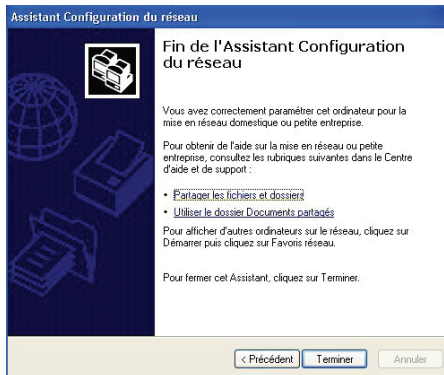 Assistant Configuration du réseau
Fin de l'Assistant Configuration
du réseau
Vous avez correctement paramétrer cet ordinateur pour la
mise en réseau domestique ou petite entreprise.
Pour obtenir de l'aide sur la mise en réseau ou petite
entreprise, consultez les rubriques suivantes dans le Centre
d'aide et de support :
• Partager les fichiers et dossiers
• Utiliser le dossier Documents partagés
Pour afficher d'autres ordinateurs sur le réseau, cliquez sur
Démarrer puis cliquez sur Favoris réseau.
Pour fermer cet Assistant, cliquez sur Terminer.
< Précédent
Terminer
Annuler